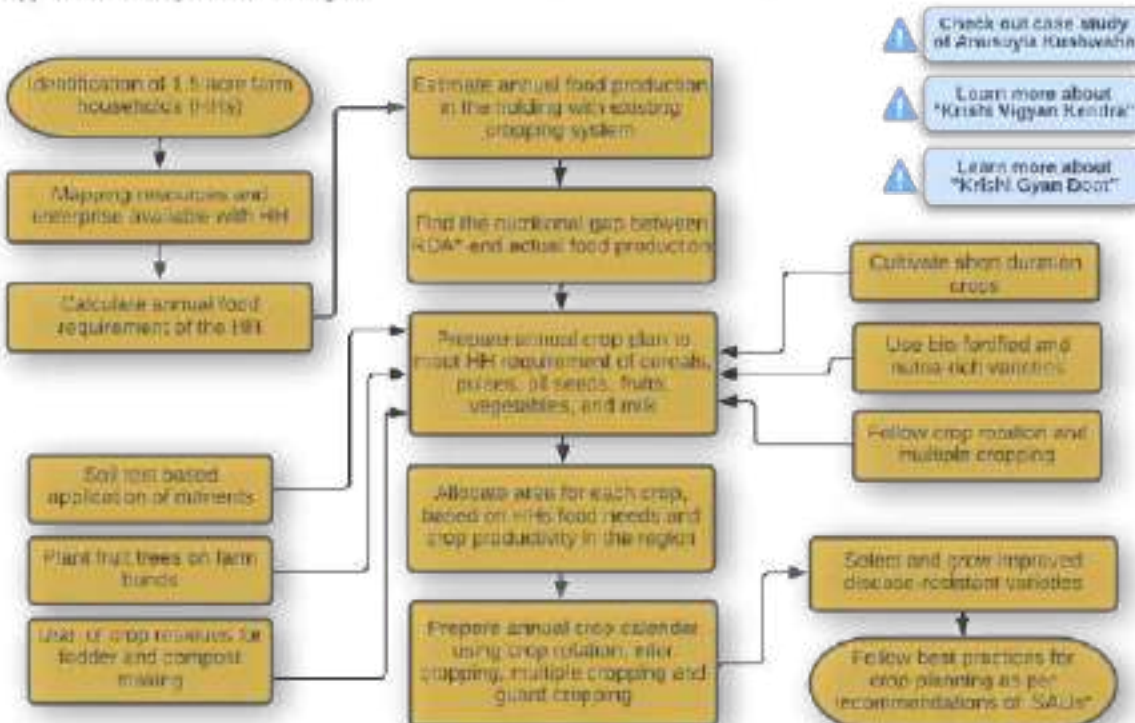 Identification of 1.5 acre farm
households (HHs)
Mapping resources and
enterprise available with HH
Calculate annual food
requirement of the HH
Estimate annual food production
in the holding with existing
cropping system
Find the nutritional gap between
RDA* and actual food production
Prepare annual crop plan to
meet HH requirement of cereals,
pulses, oil seeds, fruits,
vegetables, and milk
Allocate area for each crop,
based on HHs food needs and
crop productivity in the region
Prepare annual crop calender
using crop rotation, inter
cropping, multiple cropping and
guard cropping
Soil test based
application of nutrients
Plant fruit trees on farm
bunds
Use of crop residues for
fodder and compost
making
Cultivate short duration
crops
Use bio-fortified and
nutra-rich varieties
Follow crop rotation and
multiple cropping
Select and grow improved
disease-resistant varieties
Follow best practices for
crop planning as per
recommendations of SAUs*
Check out case study
of Anusuyia Kushwaha
Learn more about
"Krishi Vigyan Kendra"
Learn more about
"Krishi Gyan Doot"